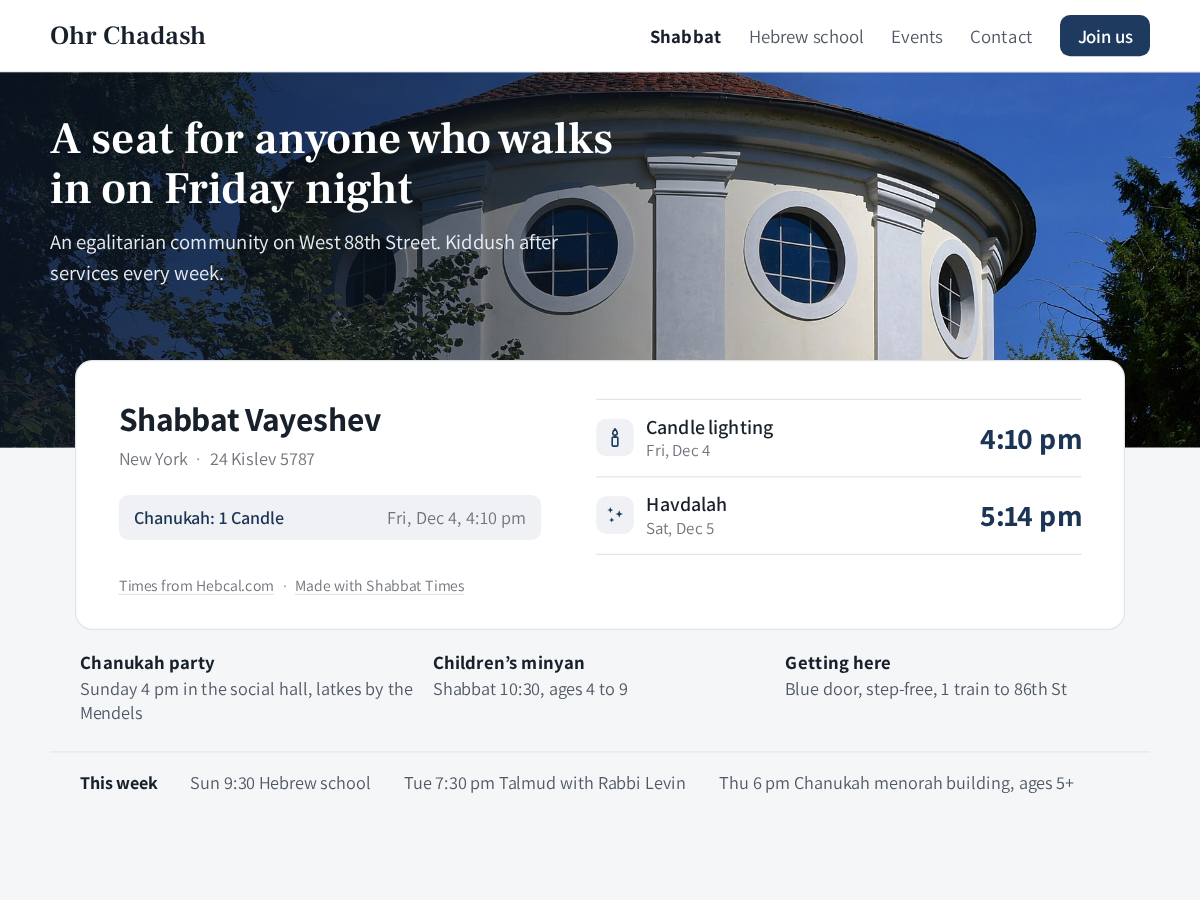 Ohr Chadash
Shabbat
Hebrew school
Events
Contact
Join us
A seat for anyone who walks
in on Friday night
An egalitarian community on West 88th Street. Kiddush after
services every week.
Shabbat Vayeshev
New York · 24 Kislev 5787
Chanukah: 1 Candle
Fri, Dec 4, 4:10 pm
Times from Hebcal.com · Made with Shabbat Times
Candle lighting
Fri, Dec 4
4:10 pm
Havdalah
Sat, Dec 5
5:14 pm
Chanukah party
Sunday 4 pm in the social hall, latkes by the
Mendels
Children’s minyan
Shabbat 10:30, ages 4 to 9
Getting here
Blue door, step-free, 1 train to 86th St
This week
Sun 9:30 Hebrew school
Tue 7:30 pm Talmud with Rabbi Levin
Thu 6 pm Chanukah menorah building, ages 5+